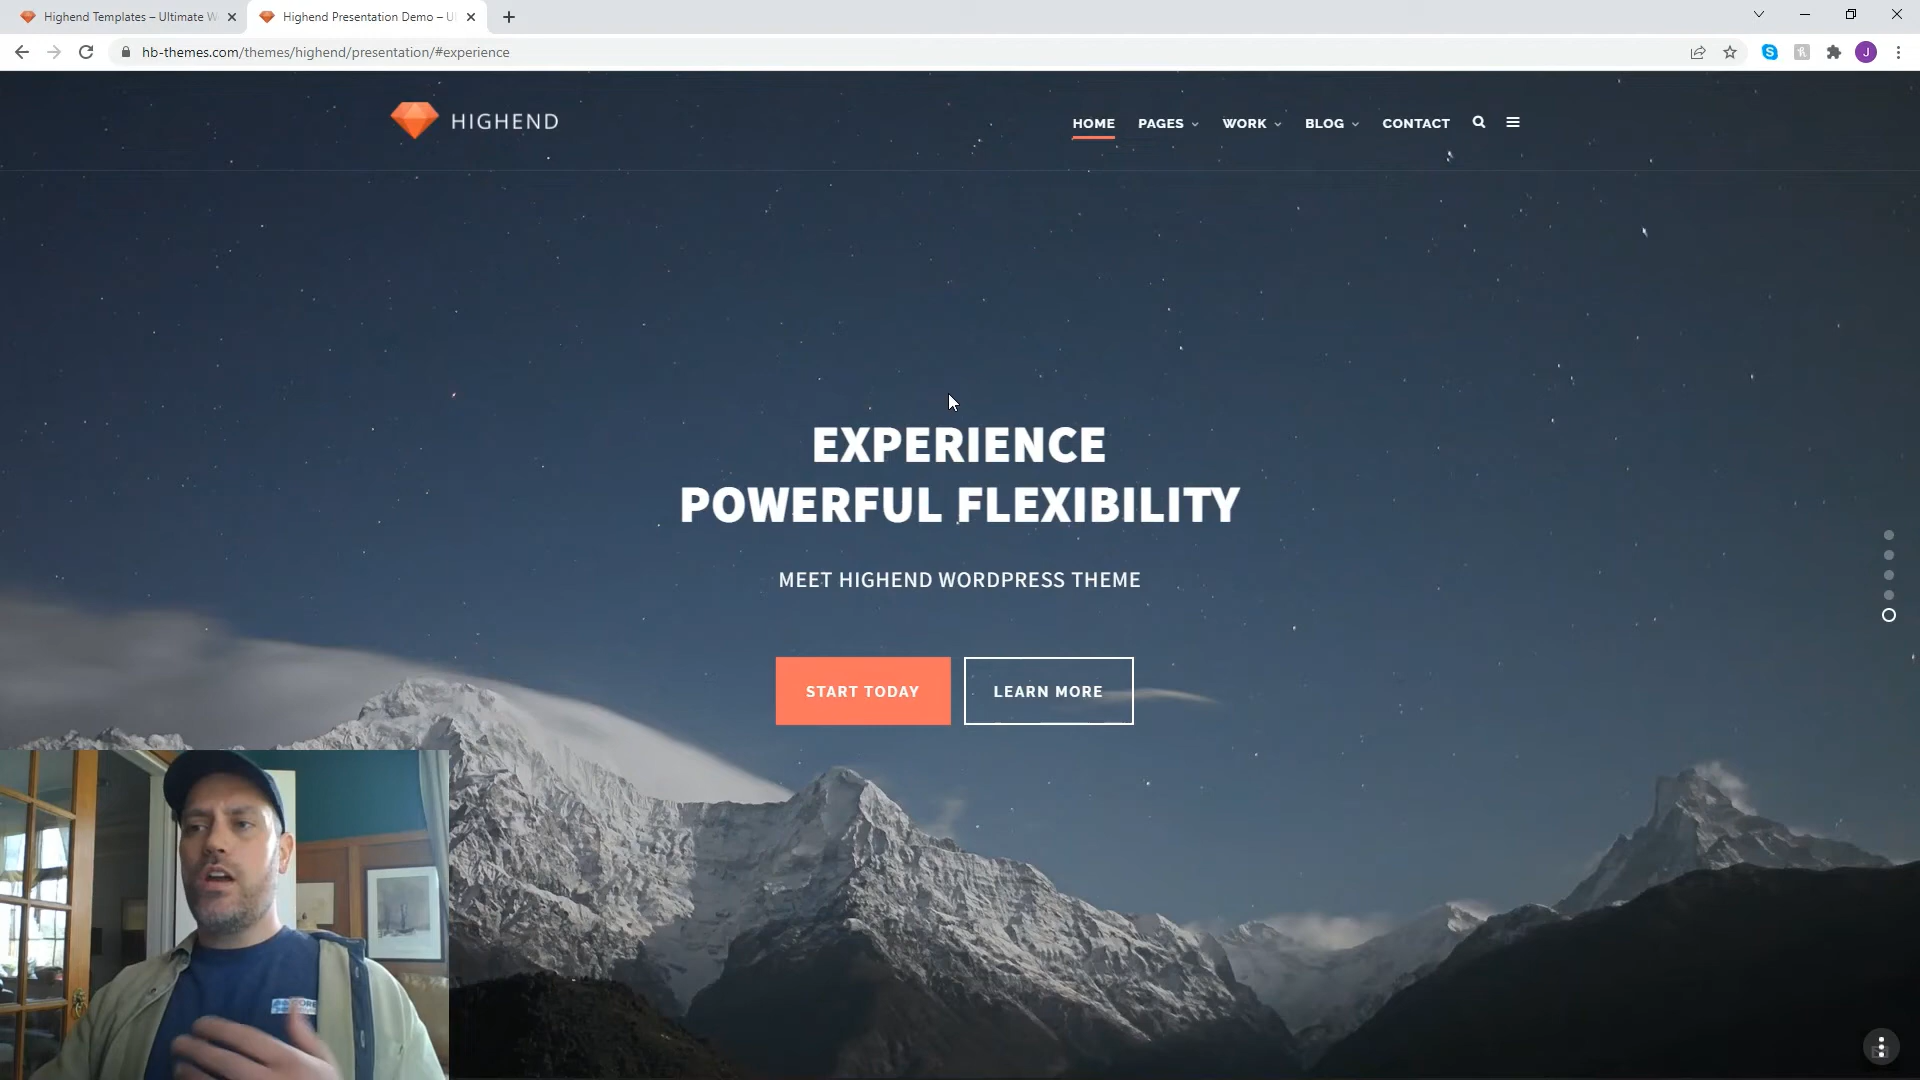 Highend Templates – Ultimate W
Highend Presentation Demo – U
hb-themes.com/themes/highend/presentation/#experience
S
J
HIGHEND
HOME
PAGES
WORK
BLOG
CONTACT
EXPERIENCE
POWERFUL FLEXIBILITY
MEET HIGHEND WORDPRESS THEME
START TODAY
LEARN MORE